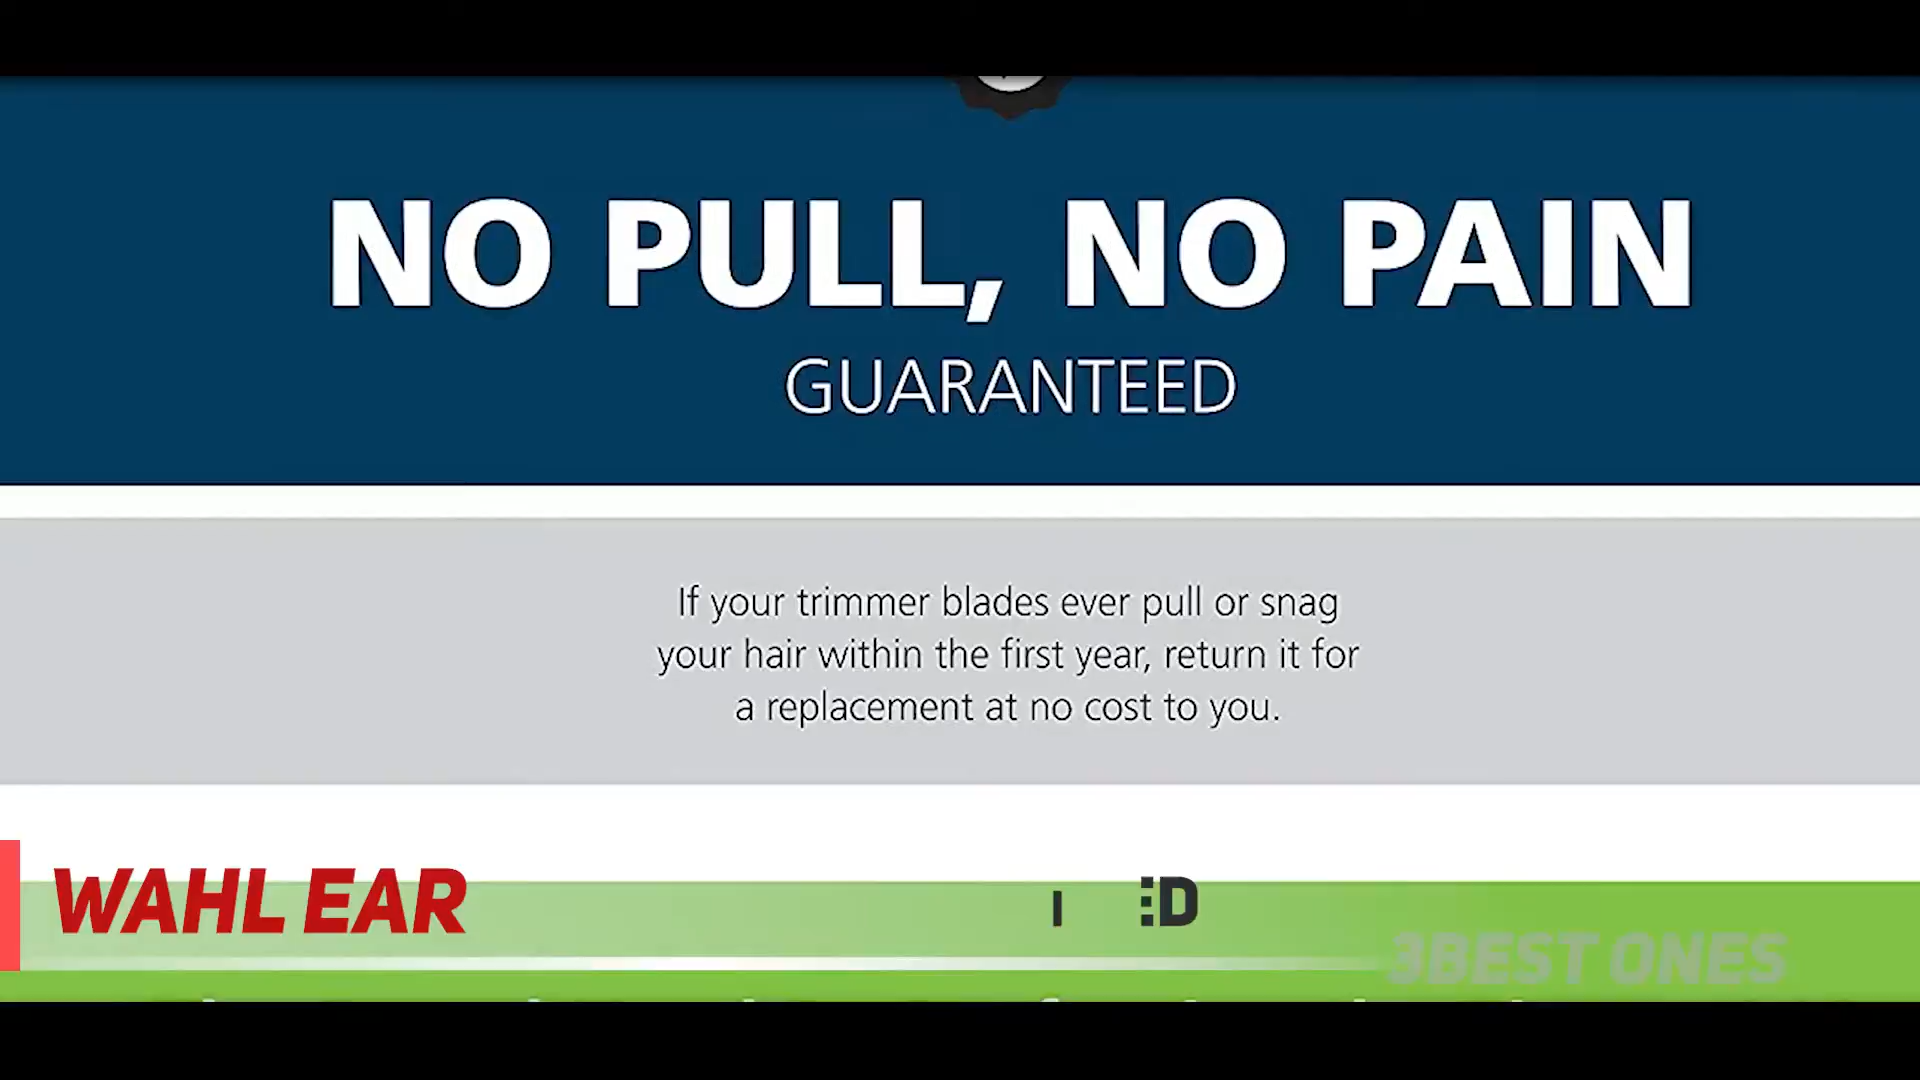 NO PULL, NO PAIN
GUARANTEED
If your trimmer blades ever pull or snag
your hair within the first year, return it for
a replacement at no cost to you.
WAHL EAR
3BEST ONES